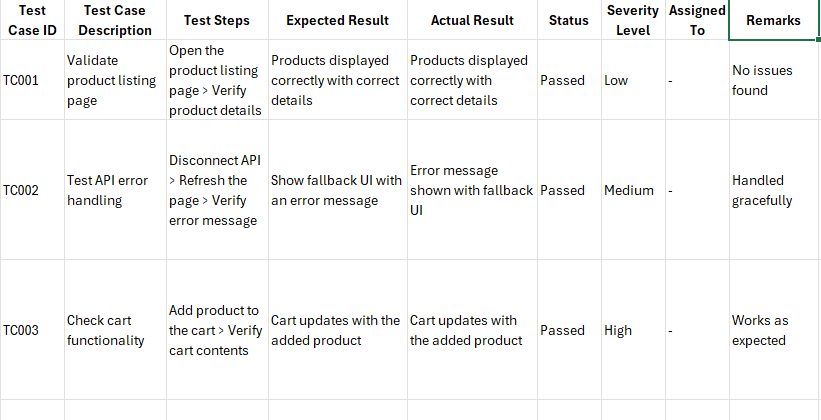 Test Case ID
Test Case Description
Test Steps
Expected Result
Actual Result
Status
Severity Level
Assigned To
Remarks
TC001
Validate
product listing
page
Open the
product listing
page > Verify
product details
Products displayed
correctly with correct
details
Products displayed
correctly with
correct details
Passed
Low
-
No issues
found
TC002
Test API error
handling
Disconnect API
> Refresh the
page > Verify
error message
Show fallback UI with
an error message
Error message
shown with fallback
UI
Passed
Medium
-
Handled
gracefully
TC003
Check cart
functionality
Add product to
the cart > Verify
cart contents
Cart updates with the
added product
Cart updates with
the added product
Passed
High
-
Works as
expected